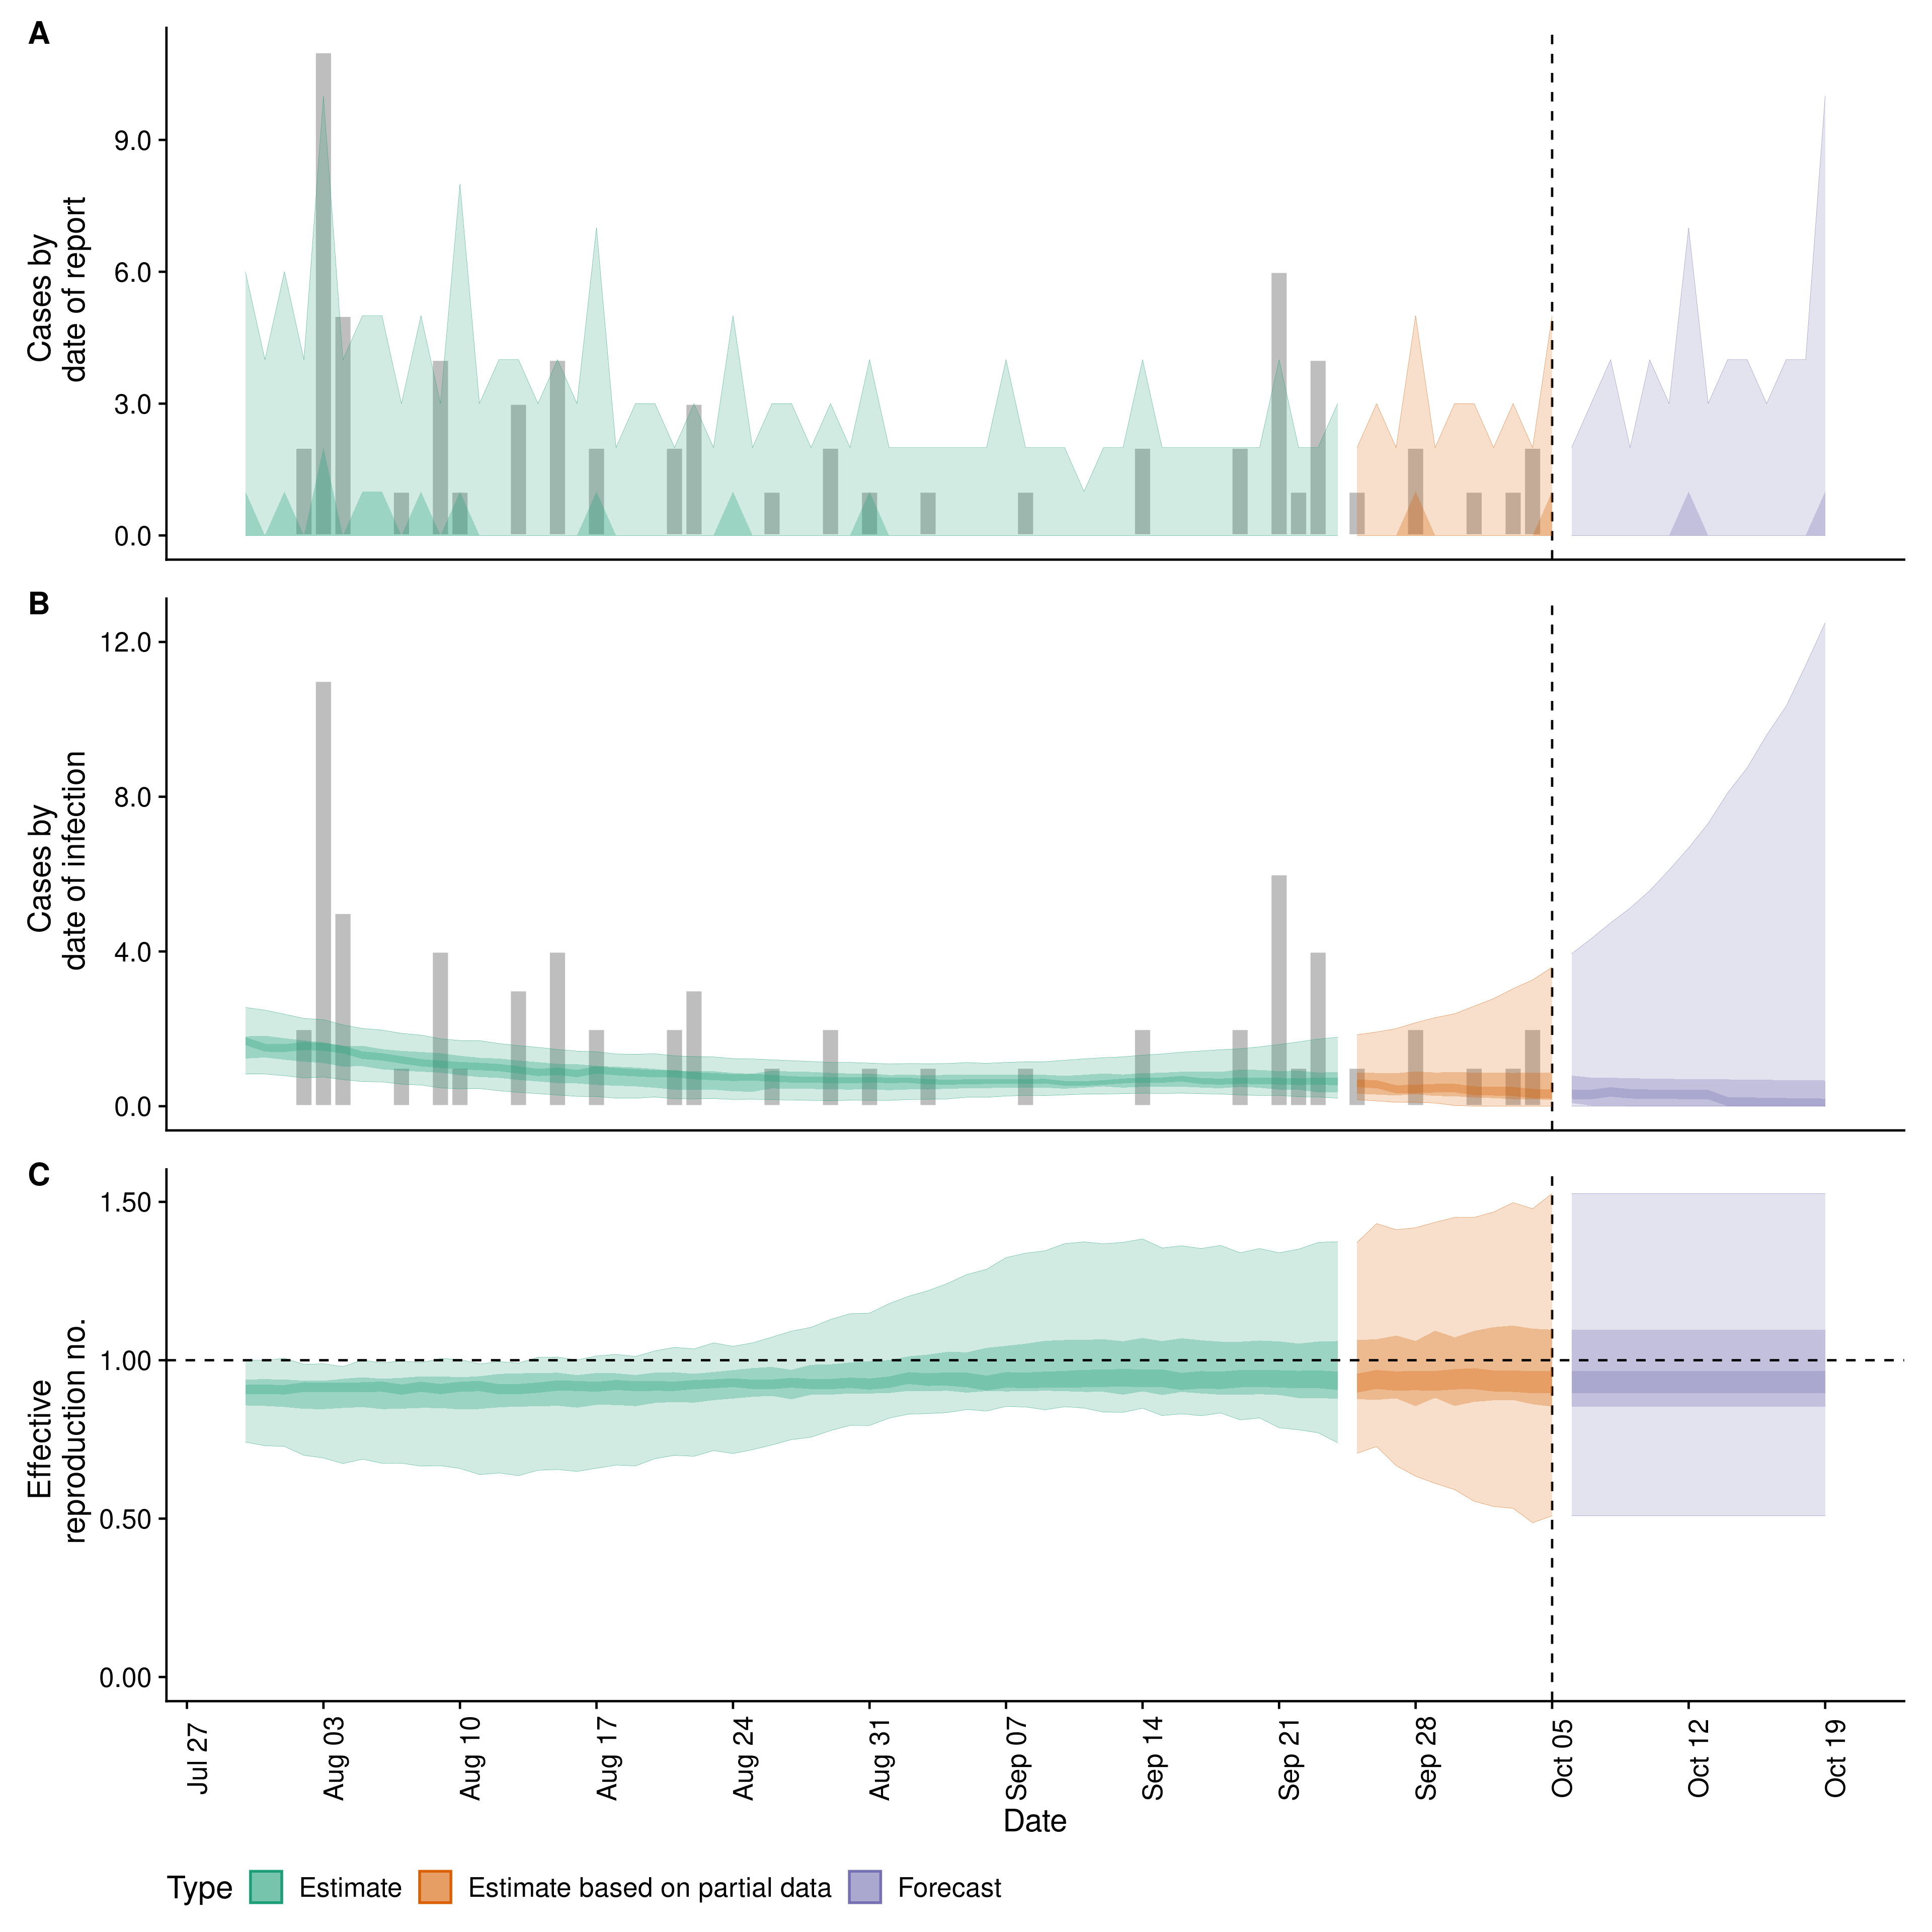 A
Cases by
date of report
9.0
6.0
3.0
0.0
B
Cases by
date of infection
12.0
8.0
4.0
0.0
C
Effective
reproduction no.
1.50
1.00
0.50
0.00
Jul 27
Aug 03
Aug 10
Aug 17
Aug 24
Aug 31
Sep 07
Sep 14
Sep 21
Sep 28
Oct 05
Oct 12
Oct 19
Date
Type Estimate Estimate based on partial data Forecast